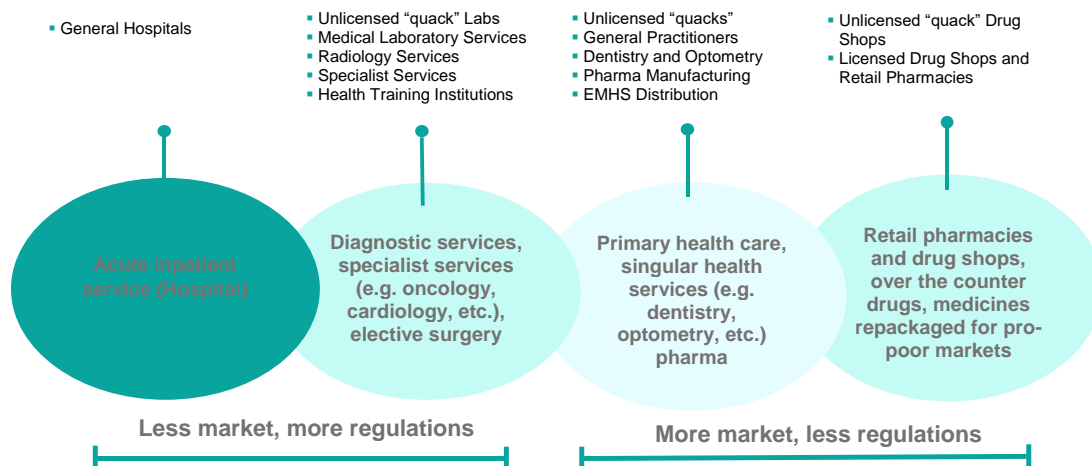 ▪ General Hospitals
▪ Unlicensed “quack” Labs
▪ Medical Laboratory Services
▪ Radiology Services
▪ Specialist Services
▪ Health Training Institutions
▪ Unlicensed “quacks”
▪ General Practitioners
▪ Dentistry and Optometry
▪ Pharma Manufacturing
▪ EMHS Distribution
▪ Unlicensed “quack” Drug
Shops
▪ Licensed Drug Shops and
Retail Pharmacies
Acute inpatient
service (Hospital)
Diagnostic services,
specialist services
(e.g. oncology,
cardiology, etc.),
elective surgery
Primary health care,
singular health
services (e.g.
dentistry,
optometry, etc.)
pharma
Retail pharmacies
and drug shops,
over the counter
drugs, medicines
repackaged for pro-
poor markets
Less market, more regulations
More market, less regulations